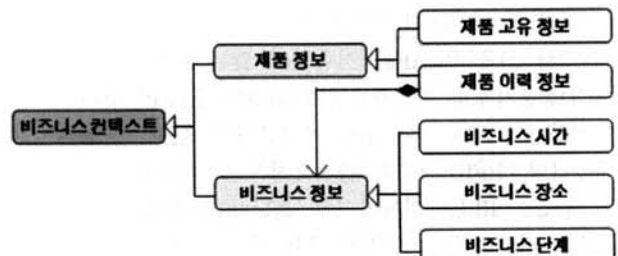 제품 고유 정보
제품 정보
제품 이력 정보
비즈니스 컨텍스트
비즈니스 시간
비즈니스 정보
비즈니스 장소
비즈니스 단계